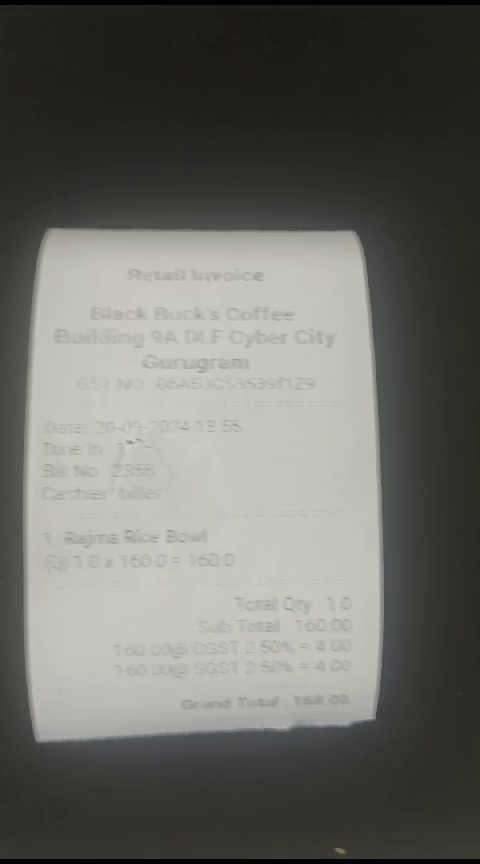 Retail Invoice
Black Buck's Coffee
Building 9A DLF Cyber City
Gurugram
GST NO
Date 20-09-2024 13:55
Dine In
Bill No 2355
Cashier biller
1. Rajma Rice Bowl
(Q) 1.0 x 160.0 = 160.0
Total Qty 1.0
Sub Total 160.00
160.00@ CGST 2.50% = 4.00
160.00@ SGST 2.50% = 4.00
Grand Total : 168.00